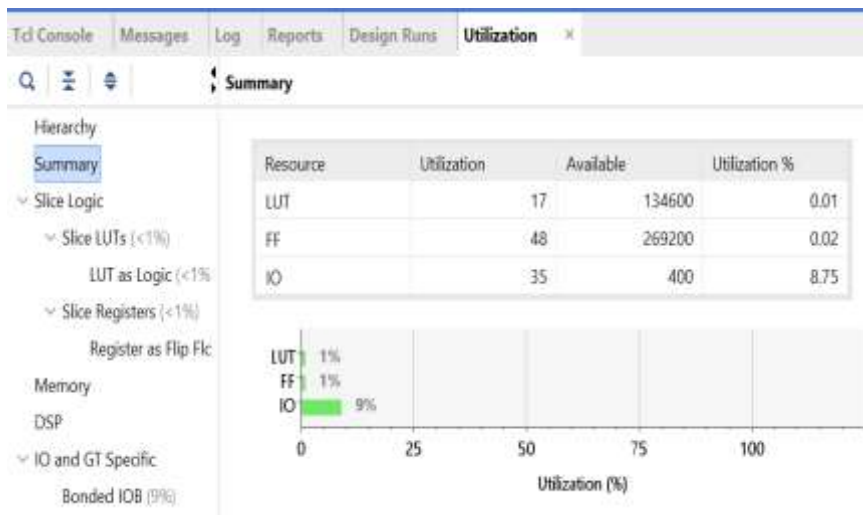 Tcl Console Messages Log Reports Design Runs Utilization ×
Summary
Hierarchy
Summary
Slice Logic
Slice LUTs (<1%)
LUT as Logic (<1%
Slice Registers (<1%)
Register as Flip Flc
Memory
DSP
IO and GT Specific
Bonded IOB (9%)
Resource Utilization Available Utilization %
LUT 17 134600 0.01
FF 48 269200 0.02
IO 35 400 8.75
LUT 1%
FF 1%
IO 9%
0 25 50 75 100
Utilization (%)